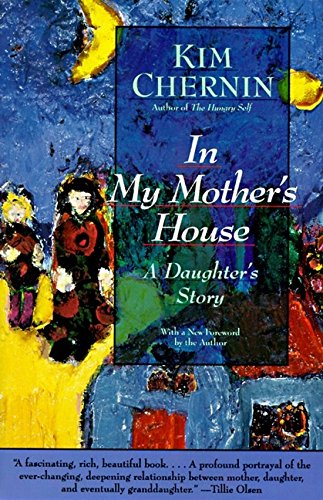 KIM
CHERNIN
Author of The Hungry Self
In
My Mother's
House
A Daughter's
Story
With a New Foreword
by the Author
"A fascinating, rich, beautiful book. . . . A profound portrayal of the
ever-changing, deepening relationship between mother, daughter,
and eventually granddaughter." —Tillie Olsen